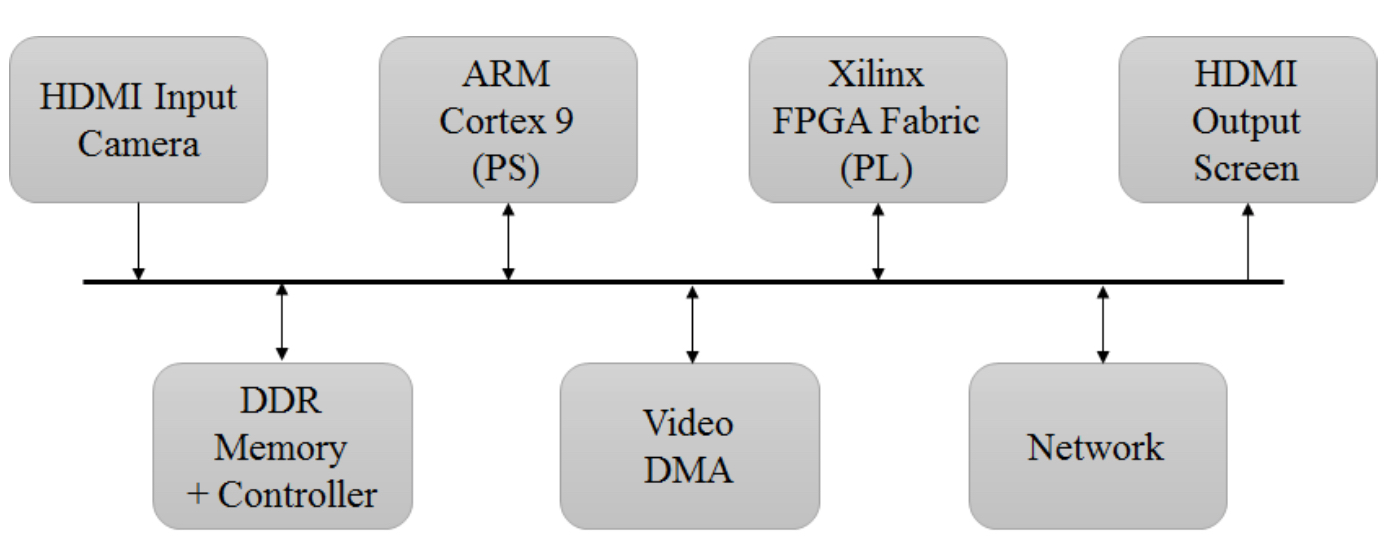 HDMI Input
Camera
ARM
Cortex 9
(PS)
Xilinx
FPGA Fabric
(PL)
HDMI
Output
Screen
DDR
Memory
+ Controller
Video
DMA
Network